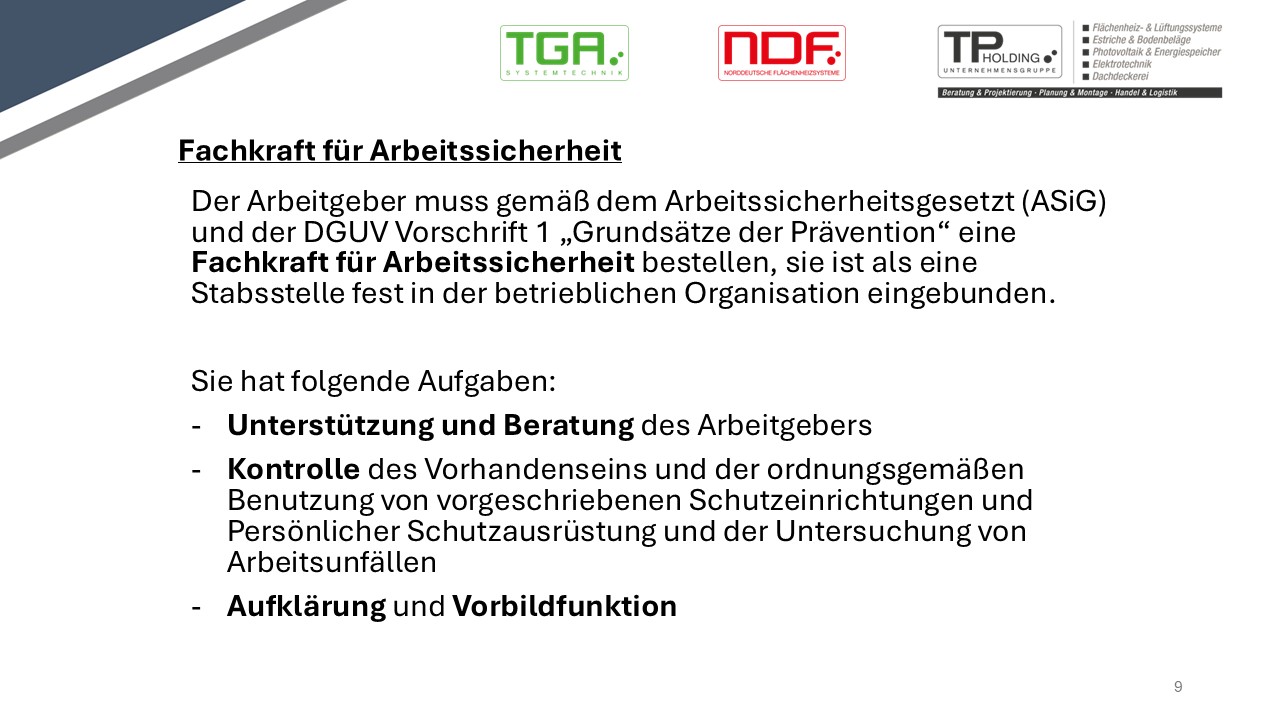 TGA
SYSTEMTECHNIK
NDF
NORDDEUTSCHE FLÄCHENHEIZSYSTEME
TP HOLDING
UNTERNEHMENSGRUPPE
Flächenheiz- & Lüftungssysteme
Estriche & Bodenbeläge
Photovoltaik & Energiespeicher
Elektrotechnik
Dachdeckerei
Beratung & Projektierung · Planung & Montage · Handel & Logistik
Fachkraft für Arbeitssicherheit
Der Arbeitgeber muss gemäß dem Arbeitssicherheitsgesetzt (ASiG)
und der DGUV Vorschrift 1 „Grundsätze der Prävention“ eine
Fachkraft für Arbeitssicherheit bestellen, sie ist als eine
Stabsstelle fest in der betrieblichen Organisation eingebunden.
Sie hat folgende Aufgaben:
- Unterstützung und Beratung des Arbeitgebers
- Kontrolle des Vorhandenseins und der ordnungsgemäßen
Benutzung von vorgeschriebenen Schutzeinrichtungen und
Persönlicher Schutzausrüstung und der Untersuchung von
Arbeitsunfällen
- Aufklärung und Vorbildfunktion
9